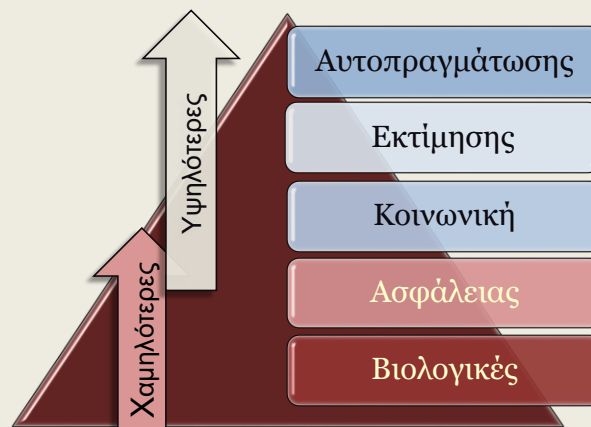 Αυτοπραγμάτωσης
Εκτίμησης
Κοινωνική
Ασφάλειας
Βιολογικές
Υψηλότερες
Χαμηλότερες